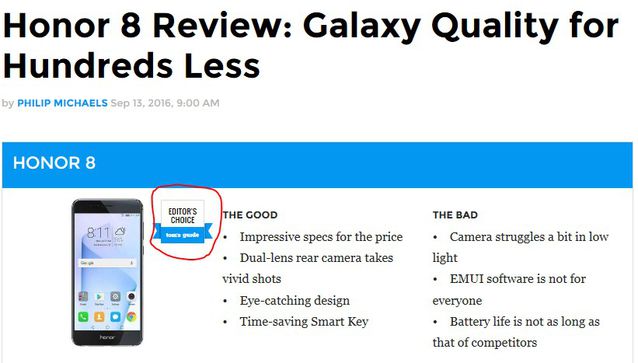 Honor 8 Review: Galaxy Quality for
Hundreds Less
by PHILIP MICHAELS Sep 13, 2016, 9:00 AM
HONOR 8
EDITOR'S
CHOICE
tom's guide
8:11
Google
honor
THE GOOD
• Impressive specs for the price
• Dual-lens rear camera takes
vivid shots
• Eye-catching design
• Time-saving Smart Key
THE BAD
• Camera struggles a bit in low
light
• EMUI software is not for
everyone
• Battery life is not as long as
that of competitors